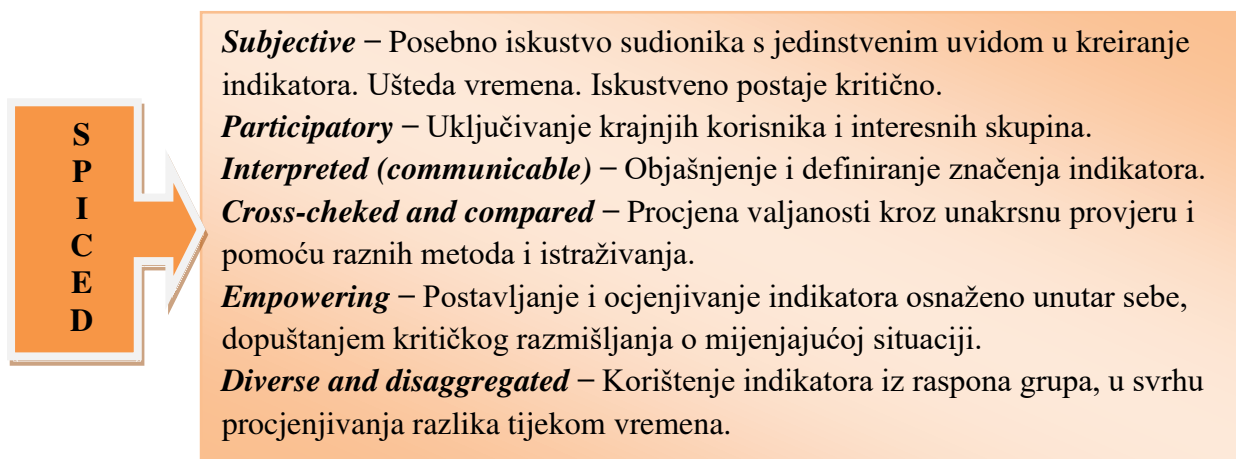 S
P
I
C
E
D
Subjective − Posebno iskustvo sudionika s jedinstvenim uvidom u kreiranje
indikatora. Ušteda vremena. Iskustveno postaje kritično.
Participatory − Uključivanje krajnjih korisnika i interesnih skupina.
Interpreted (communicable) − Objašnjenje i definiranje značenja indikatora.
Cross-cheked and compared − Procjena valjanosti kroz unakrsnu provjeru i
pomoću raznih metoda i istraživanja.
Empowering − Postavljanje i ocjenjivanje indikatora osnaženo unutar sebe,
dopuštanjem kritičkog razmišljanja o mijenjajućoj situaciji.
Diverse and disaggregated − Korištenje indikatora iz raspona grupa, u svrhu
procjenjivanja razlika tijekom vremena.